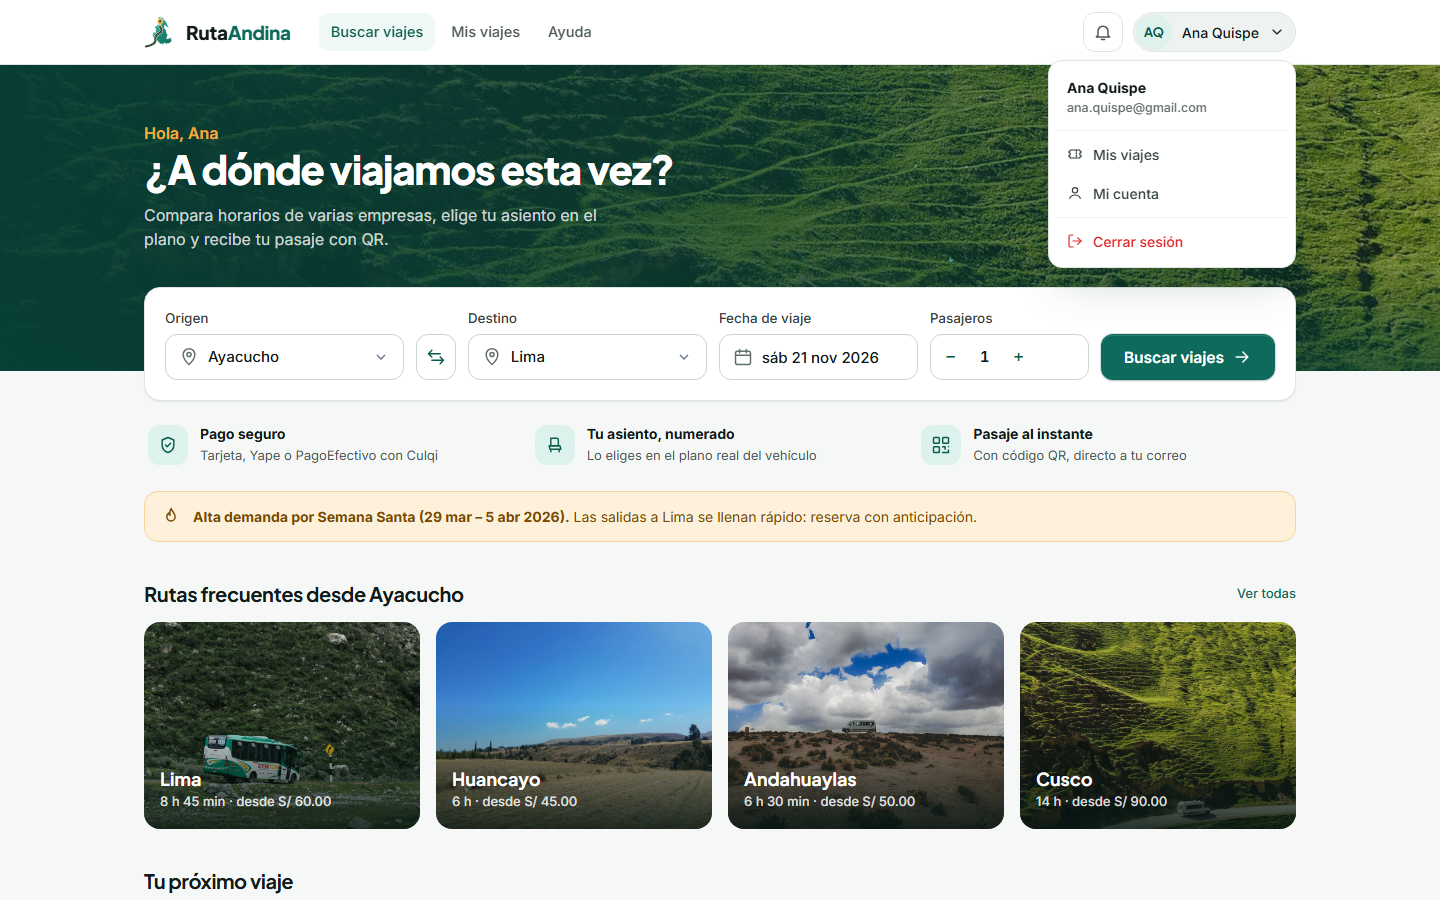 RutaAndina
Buscar viajes
Mis viajes
Ayuda
AQ
Ana Quispe
Ana Quispe
ana.quispe@gmail.com
Mis viajes
Mi cuenta
Cerrar sesión
Hola, Ana
¿A dónde viajamos esta vez?
Compara horarios de varias empresas, elige tu asiento en el
plano y recibe tu pasaje con QR.
Origen
Ayacucho
Destino
Lima
Fecha de viaje
sáb 21 nov 2026
Pasajeros
− 1 +
Buscar viajes
Pago seguro
Tarjeta, Yape o PagoEfectivo con Culqi
Tu asiento, numerado
Lo eliges en el plano real del vehículo
Pasaje al instante
Con código QR, directo a tu correo
Alta demanda por Semana Santa (29 mar – 5 abr 2026). Las salidas a Lima se llenan rápido: reserva con anticipación.
Rutas frecuentes desde Ayacucho
Ver todas
Lima
8 h 45 min · desde S/ 60.00
Huancayo
6 h · desde S/ 45.00
Andahuaylas
6 h 30 min · desde S/ 50.00
Cusco
14 h · desde S/ 90.00
Tu próximo viaje